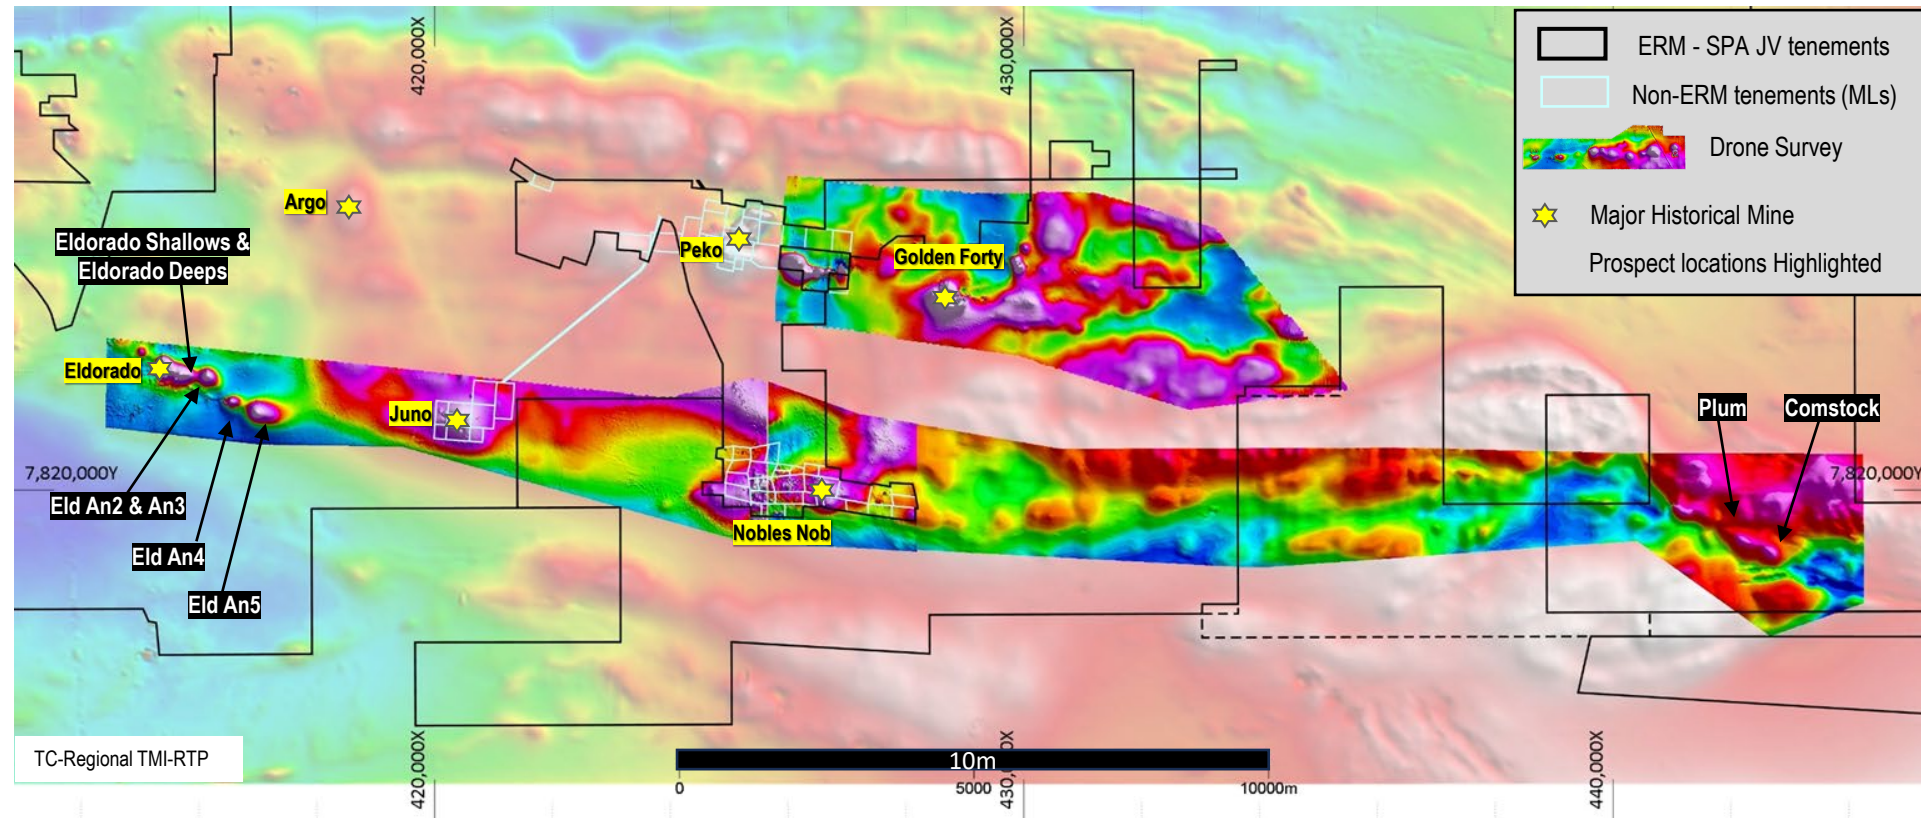 420,000X
430,000X
ERM - SPA JV tenements
Non-ERM tenements (MLs)
Drone Survey
Major Historical Mine
Prospect locations Highlighted
Argo
Eldorado Shallows &
Eldorado Deeps
Peko
Golden Forty
Eldorado
Juno
Plum
Comstock
7,820,000Y
7,820,000Y
Eld An2 & An3
Nobles Nob
Eld An4
Eld An5
TC-Regional TMI-RTP
10m
0
5000
10000m
420,000X
430,000X
440,000X